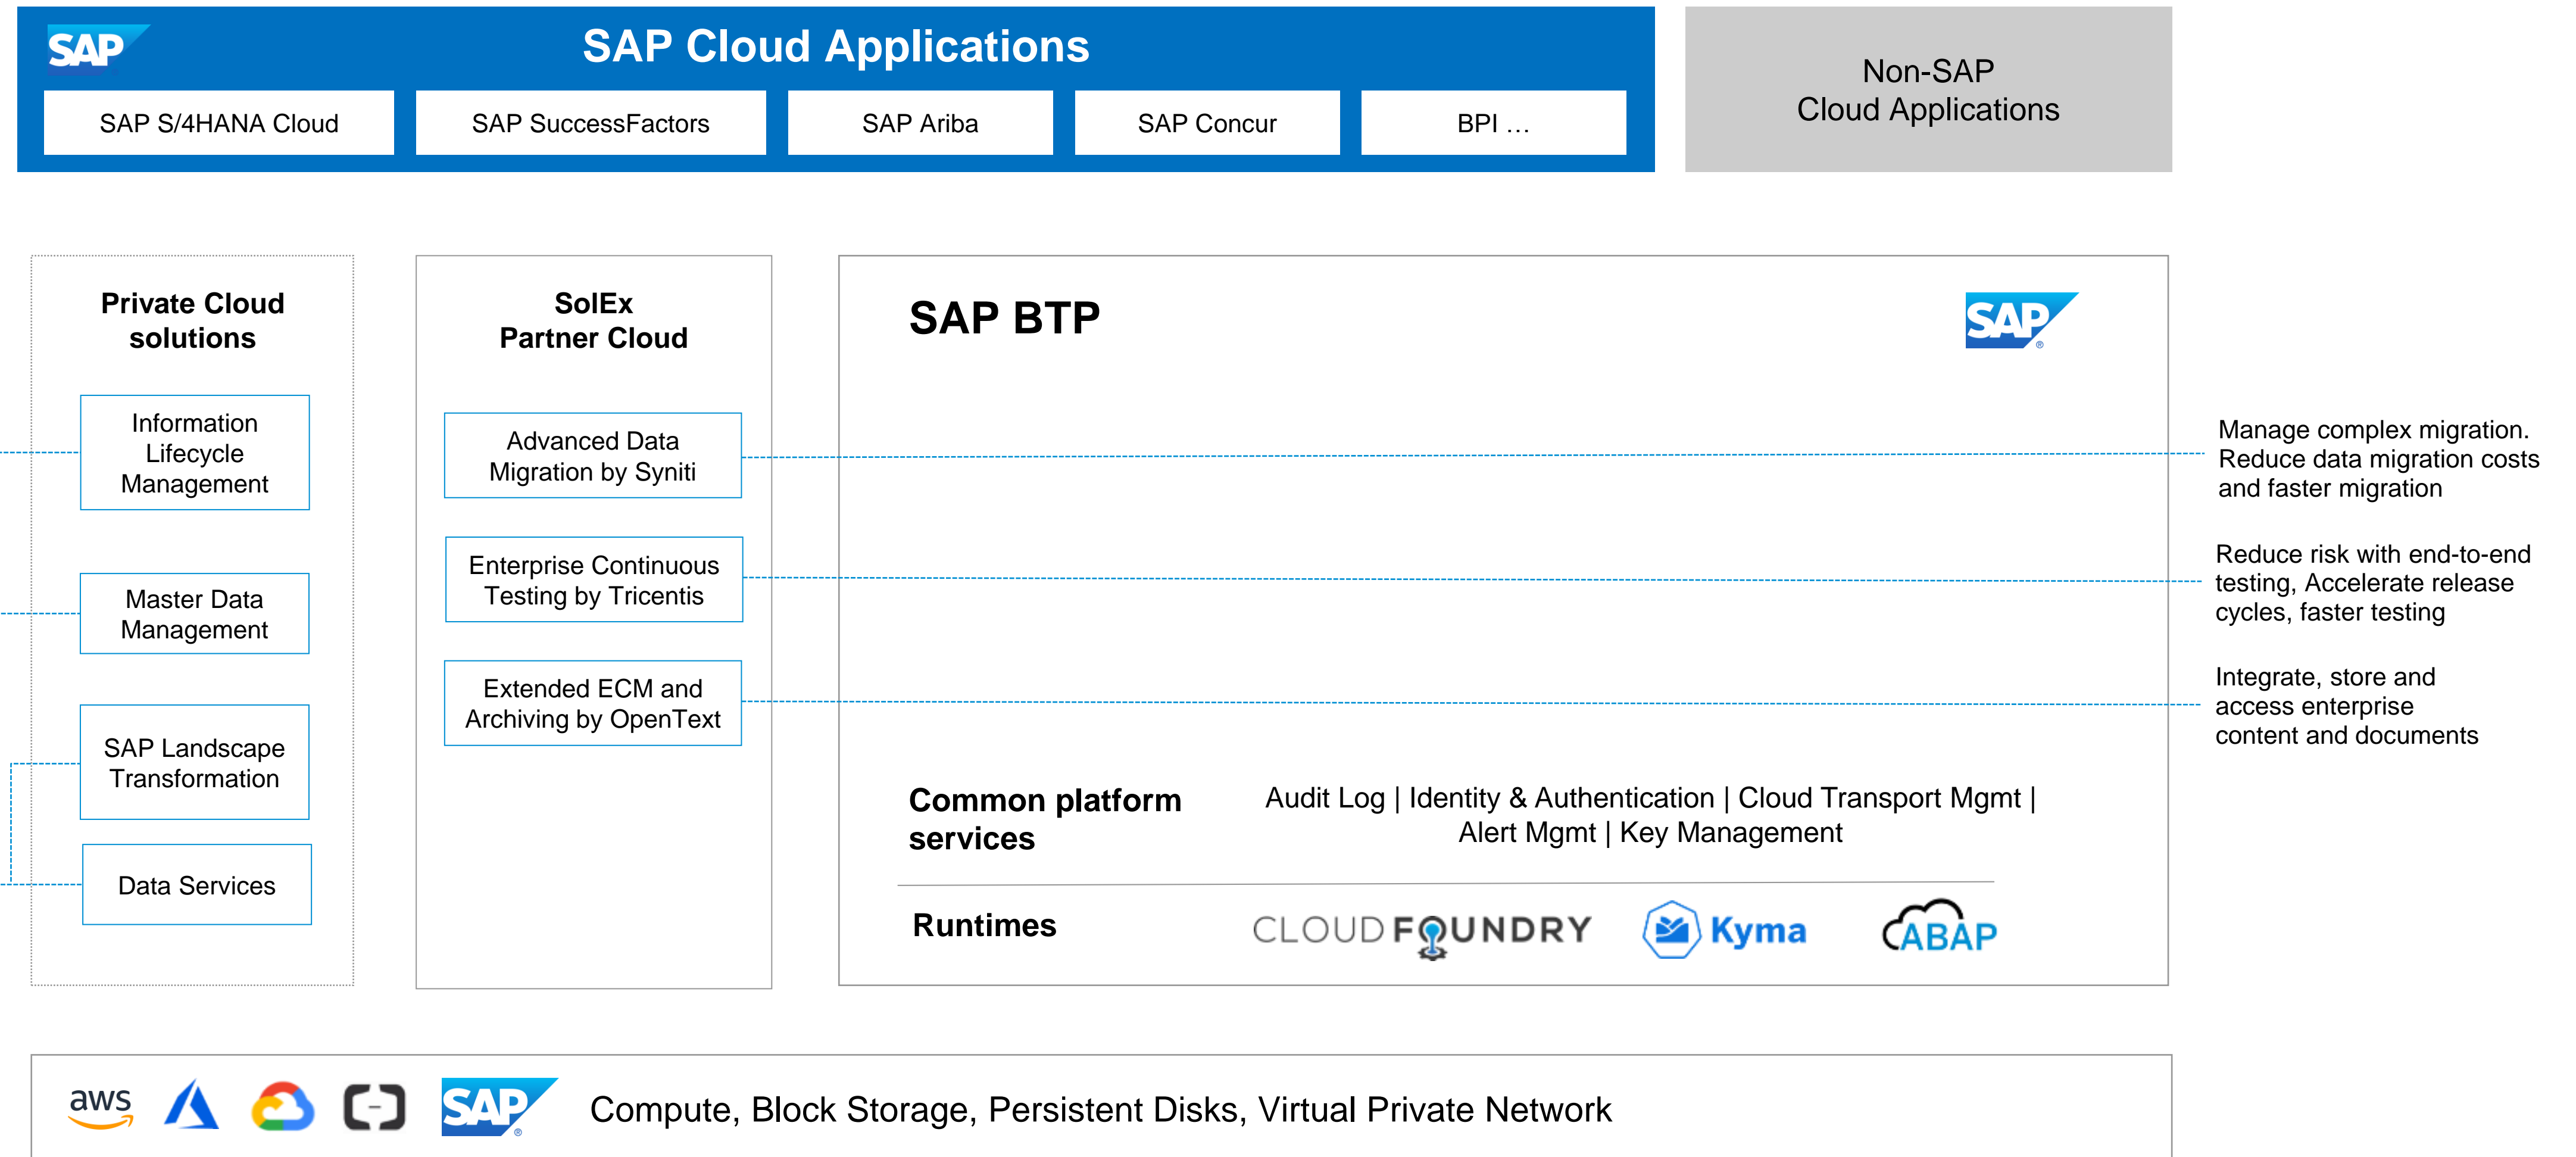 SAP
SAP Cloud Applications
SAP S/4HANA Cloud
SAP SuccessFactors
SAP Ariba
SAP Concur
BPI …
Non-SAP
Cloud Applications
Private Cloud
solutions
Information
Lifecycle
Management
Master Data
Management
SAP Landscape
Transformation
Data Services
SolEx
Partner Cloud
Advanced Data
Migration by Syniti
Enterprise Continuous
Testing by Tricentis
Extended ECM and
Archiving by OpenText
SAP BTP
SAP®
Manage complex migration.
Reduce data migration costs
and faster migration
Reduce risk with end-to-end
testing, Accelerate release
cycles, faster testing
Integrate, store and
access enterprise
content and documents
Common platform
services
Audit Log | Identity & Authentication | Cloud Transport Mgmt |
Alert Mgmt | Key Management
Runtimes
CLOUD FOUNDRY
Kyma
ABAP
aws
SAP®
Compute, Block Storage, Persistent Disks, Virtual Private Network